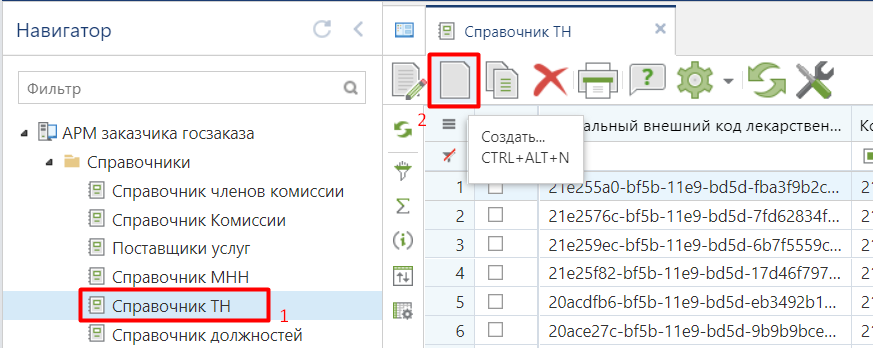 Навигатор
Справочник ТН
Фильтр
2
Создать...
CTRL+ALT+N
альный внешний код лекарствен...
АРМ заказчика госзаказа
Справочники
Справочник членов комиссии
Справочник Комиссии
Поставщики услуг
Справочник МНН
Справочник ТН
1
Справочник должностей
1 21e255a0-bf5b-11e9-bd5d-fba3f9b2c... 2
2 21e2576c-bf5b-11e9-bd5d-7fd62834f... 2
3 21e259ec-bf5b-11e9-bd5d-6b7f5559c...
4 21e25f82-bf5b-11e9-bd5d-17d46f797...
5 20acdfb6-bf5b-11e9-bd5d-eb3492b1...
6 20ace27c-bf5b-11e9-bd5d-9b9b9bce...